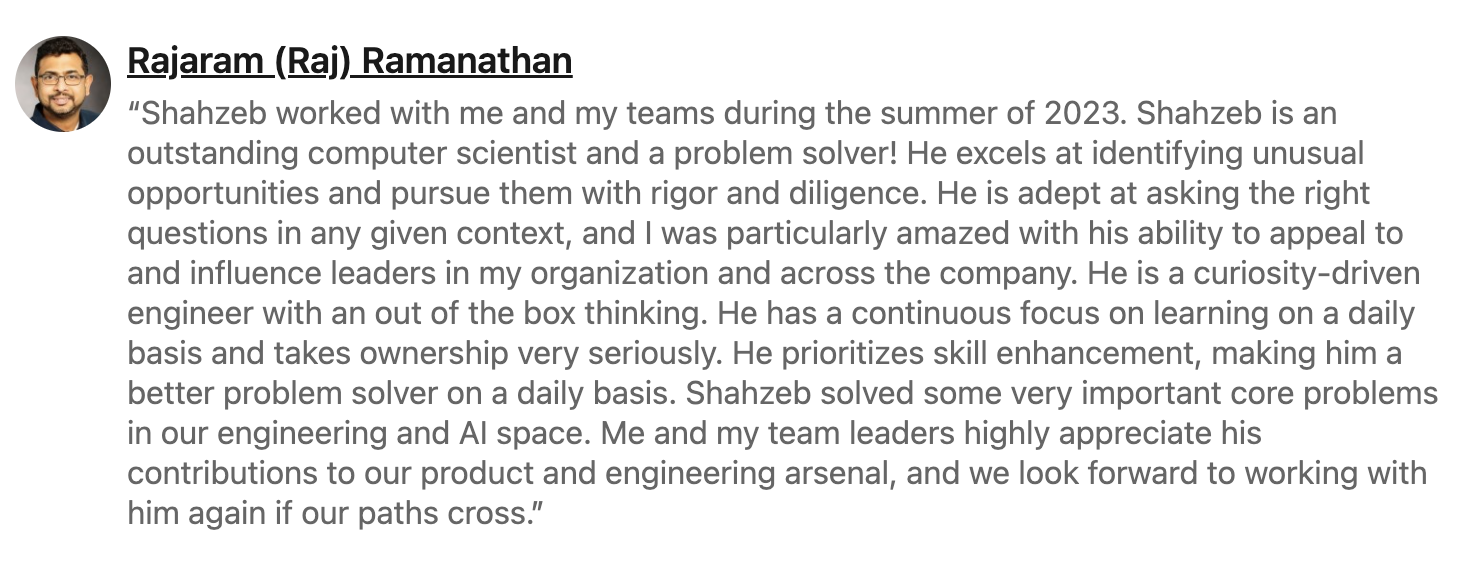 Rajaram (Raj) Ramanathan
“Shahzeb worked with me and my teams during the summer of 2023. Shahzeb is an
outstanding computer scientist and a problem solver! He excels at identifying unusual
opportunities and pursue them with rigor and diligence. He is adept at asking the right
questions in any given context, and I was particularly amazed with his ability to appeal to
and influence leaders in my organization and across the company. He is a curiosity-driven
engineer with an out of the box thinking. He has a continuous focus on learning on a daily
basis and takes ownership very seriously. He prioritizes skill enhancement, making him a
better problem solver on a daily basis. Shahzeb solved some very important core problems
in our engineering and AI space. Me and my team leaders highly appreciate his
contributions to our product and engineering arsenal, and we look forward to working with
him again if our paths cross.”